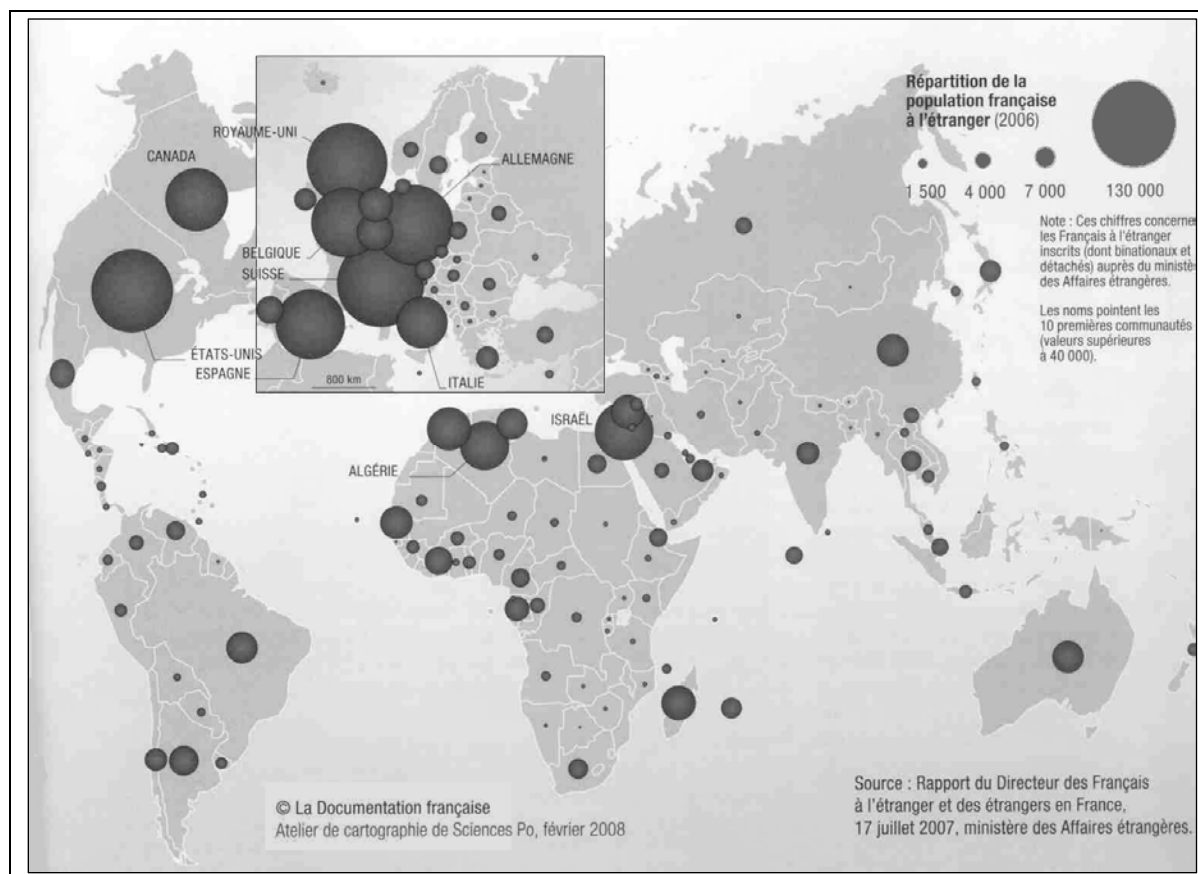 ROYAUME-UNI
CANADA
ALLEMAGNE
BELGIQUE
SUISSE
ÉTATS-UNIS
ESPAGNE
800 km
ITALIE
ISRAËL
ALGÉRIE
Répartition de la
population française
à l'étranger (2006)
1 500 4 000 7 000 130 000
Note : Ces chiffres concerne
les Français à l'étranger
inscrits (dont binationaux et
détachés) auprès du ministè
des Affaires étrangères.
Les noms pointent les
10 premières communautés
(valeurs supérieures
à 40 000).
© La Documentation française
Atelier de cartographie de Sciences Po, février 2008
Source : Rapport du Directeur des Français
à l'étranger et des étrangers en France,
17 juillet 2007, ministère des Affaires étrangères.